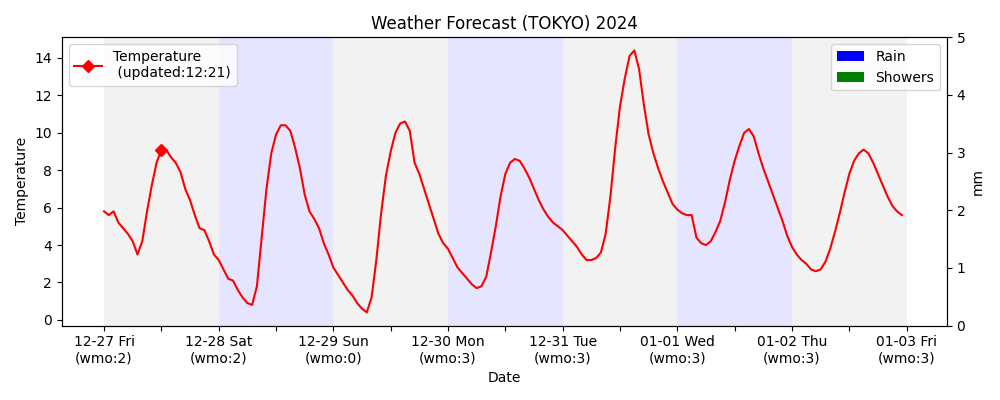 Weather Forecast (TOKYO) 2024
Temperature
(updated:12:21)
Rain
Showers
Temperature
14
12
10
8
6
4
2
0
5
4
3
2
1
0
mm
12-27 Fri
(wmo:2)
12-28 Sat
(wmo:2)
12-29 Sun
(wmo:0)
12-30 Mon
(wmo:3)
12-31 Tue
(wmo:3)
01-01 Wed
(wmo:3)
01-02 Thu
(wmo:3)
01-03 Fri
(wmo:3)
Date